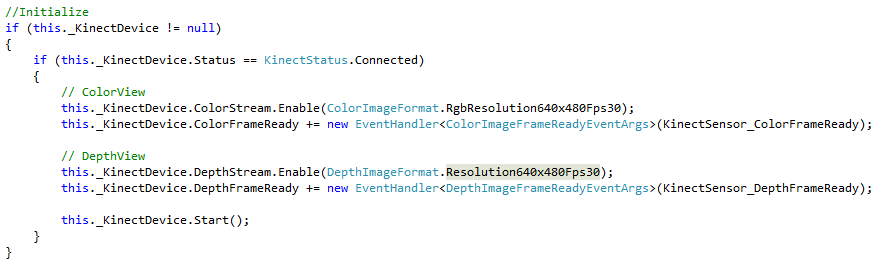 //Initialize
if (this._KinectDevice != null)
{
    if (this._KinectDevice.Status == KinectStatus.Connected)
    {
        // ColorView
        this._KinectDevice.ColorStream.Enable(ColorImageFormat.RgbResolution640x480Fps30);
        this._KinectDevice.ColorFrameReady += new EventHandler<ColorImageFrameReadyEventArgs>(KinectSensor_ColorFrameReady);

        // DepthView
        this._KinectDevice.DepthStream.Enable(DepthImageFormat.Resolution640x480Fps30);
        this._KinectDevice.DepthFrameReady += new EventHandler<DepthImageFrameReadyEventArgs>(KinectSensor_DepthFrameReady);

        this._KinectDevice.Start();
    }
}